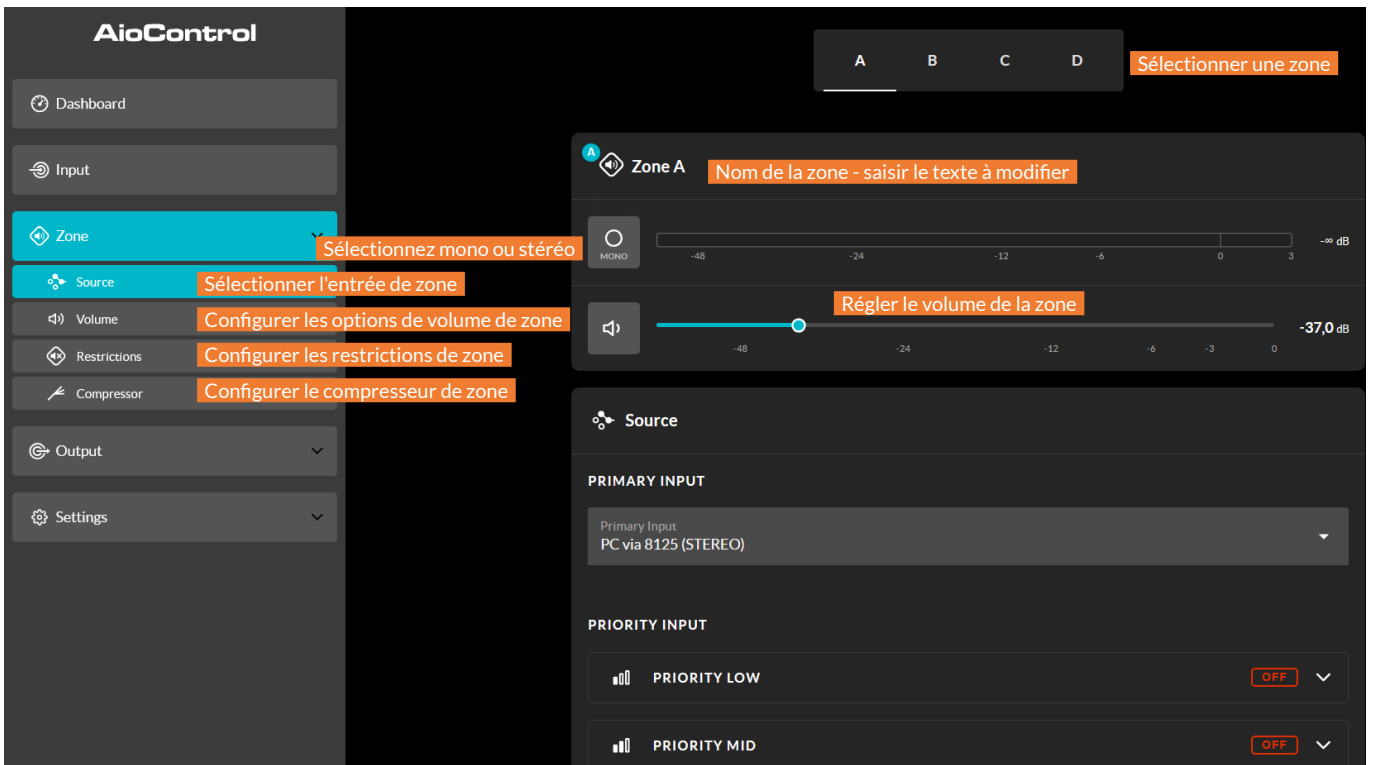 AioControl
Dashboard
Input
Zone
Source
Volume
Restrictions
Compressor
Output
Settings
Sélectionnez mono ou stéréo
Sélectionner l'entrée de zone
Configurer les options de volume de zone
Configurer les restrictions de zone
Configurer le compresseur de zone
A B C D
Sélectionner une zone
A
Zone A
Nom de la zone - saisir le texte à modifier
MONO
-48 -24 -12 -6 0 3
-∞ dB
Régler le volume de la zone
-37,0 dB
-48 -24 -12 -6 -3 0
Source
PRIMARY INPUT
Primary Input
PC via 8125 (STEREO)
PRIORITY INPUT
PRIORITY LOW OFF
PRIORITY MID OFF